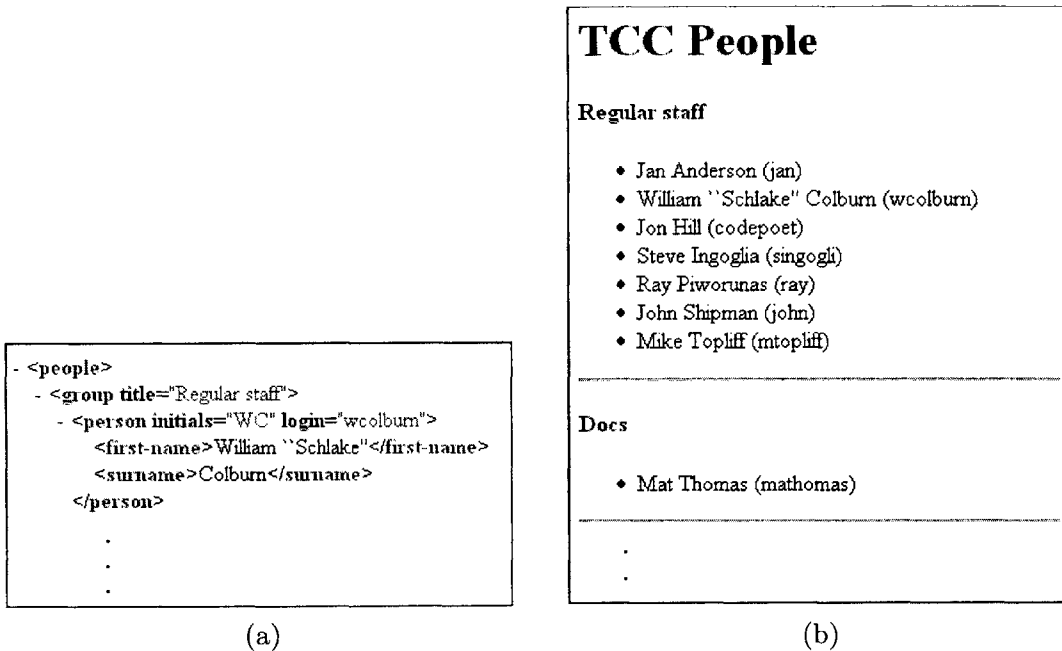 - <people>
- <group title="Regular staff">
- <person initials="WC" login="wcolburn">
<first-name>William ``Schlake''</first-name>
<surname>Colburn</surname>
</person>
.
.
.
(a)
TCC People
Regular staff
• Jan Anderson (jan)
• William ``Schlake'' Colburn (wcolburn)
• Jon Hill (codepoet)
• Steve Ingoglia (singogli)
• Ray Piworunas (ray)
• John Shipman (john)
• Mike Topliff (mtopliff)
Docs
• Mat Thomas (mathomas)
.
.
(b)